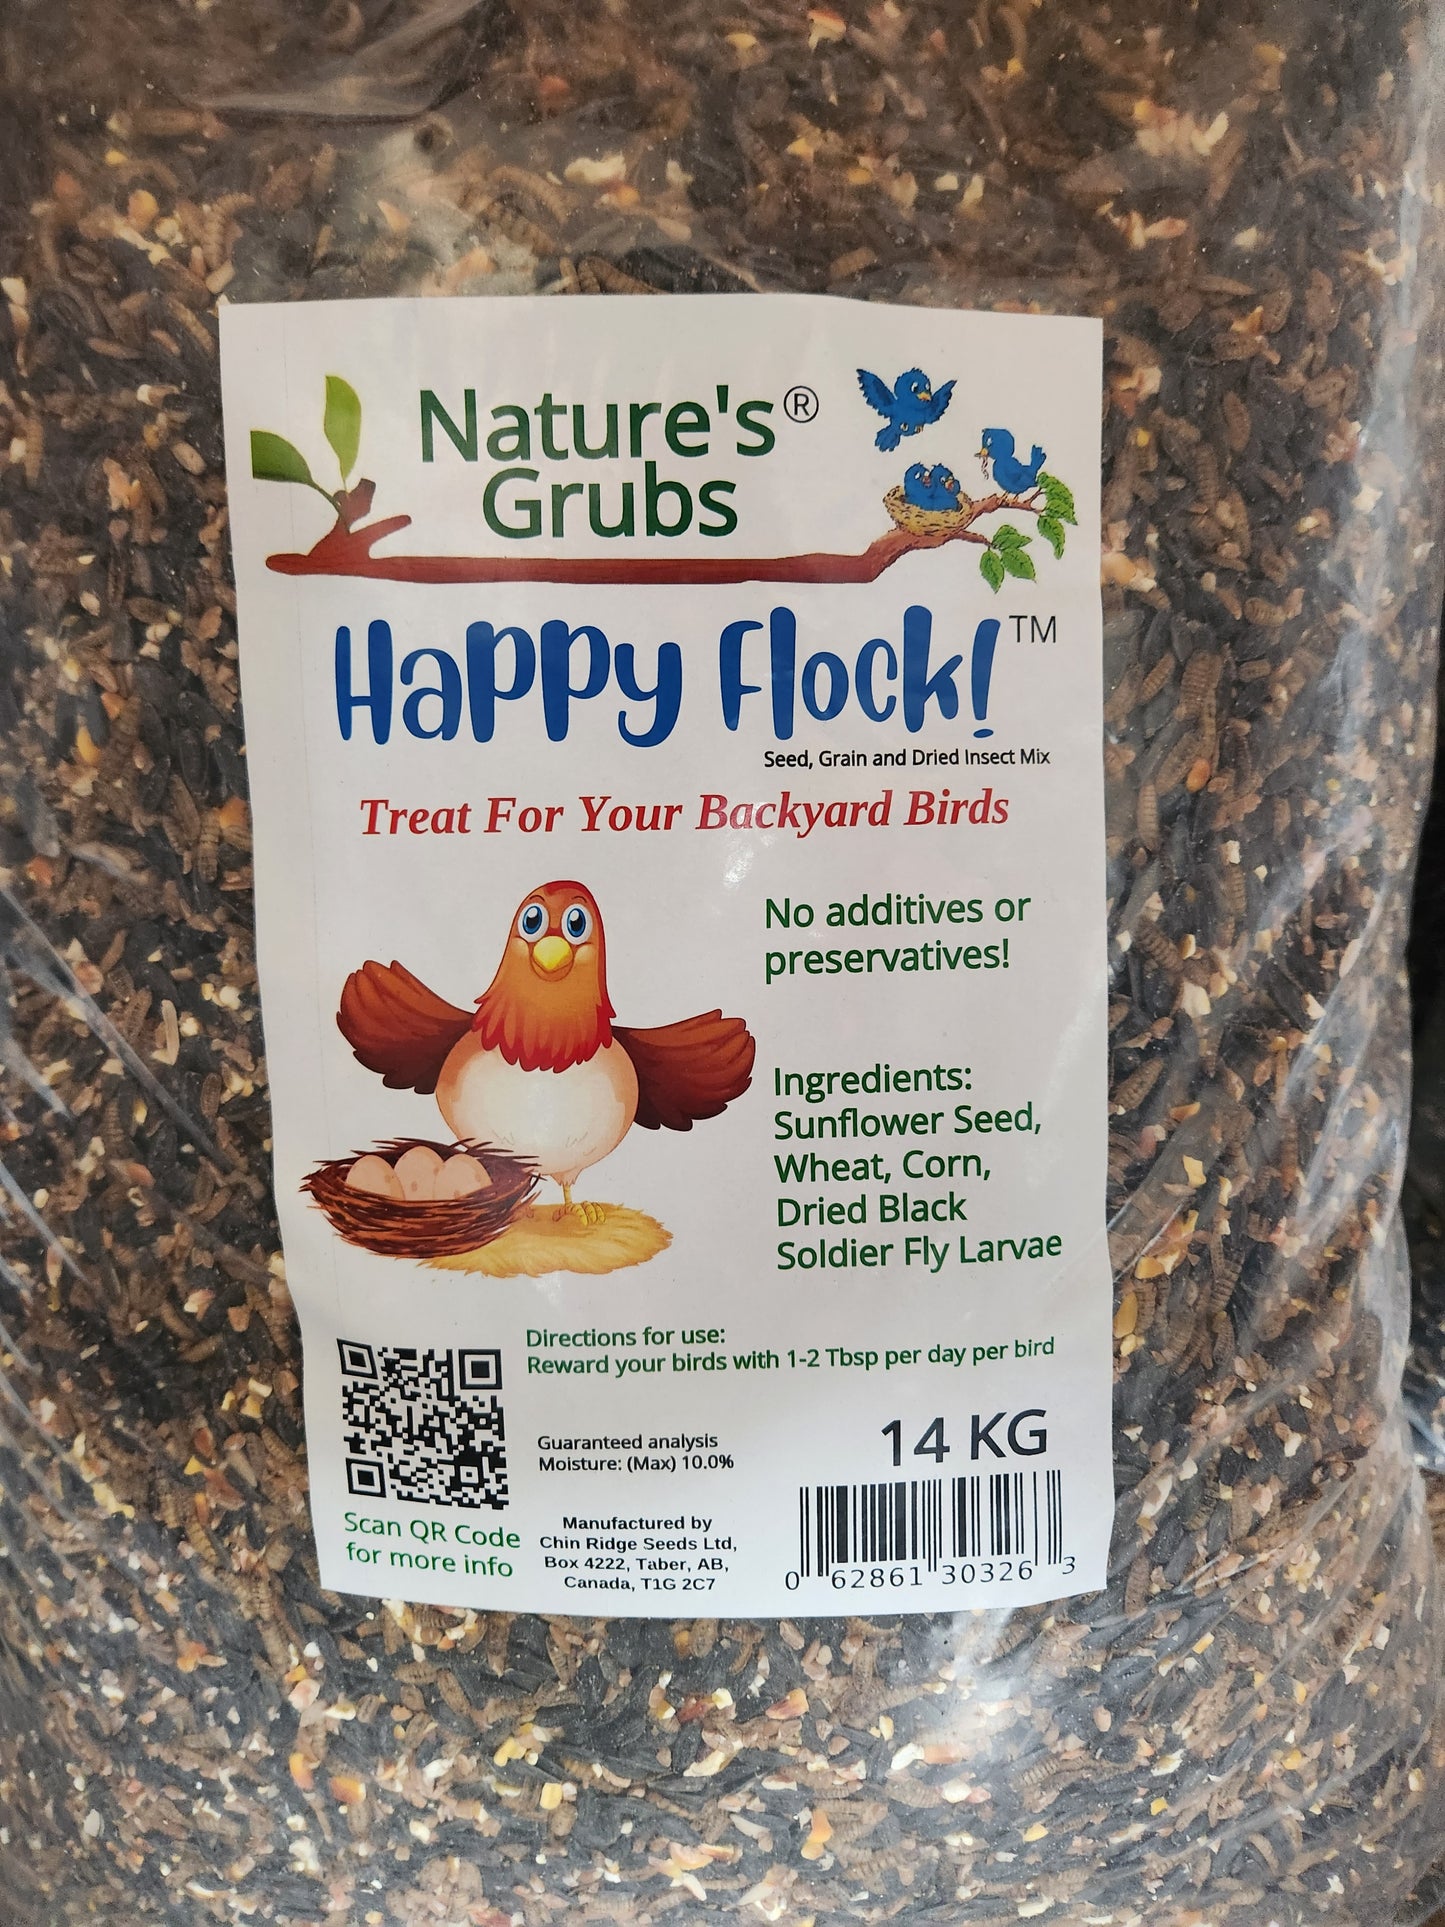 Nature's®
Grubs
Happy Flock!™
Seed, Grain and Dried Insect Mix
Treat For Your Backyard Birds
No additives or
preservatives!
Ingredients:
Sunflower Seed,
Wheat, Corn,
Dried Black
Soldier Fly Larvae
Directions for use:
Reward your birds with 1-2 Tbsp per day per bird
14 KG
Guaranteed analysis
Moisture: (Max) 10.0%
Scan QR Code
for more info
Manufactured by
Chin Ridge Seeds Ltd,
Box 4222, Taber, AB,
Canada, T1G 2C7
0 62861 30326 3